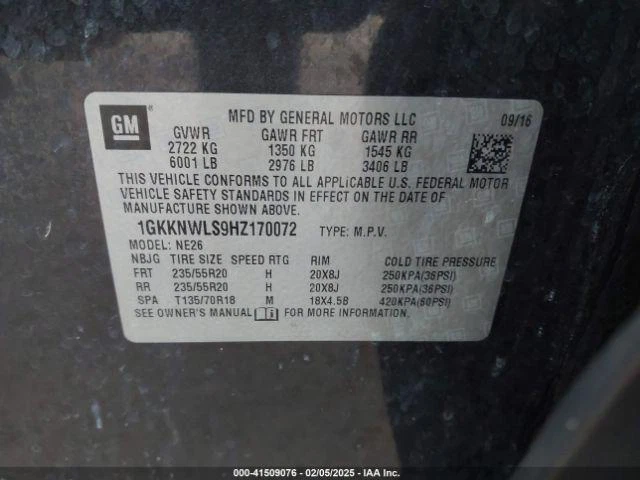 GM
MFD BY GENERAL MOTORS LLC 09/16
GVWR GAWR FRT GAWR RR
2722 KG 1350 KG 1545 KG
6001 LB 2976 LB 3406 LB
THIS VEHICLE CONFORMS TO ALL APPLICABLE U.S. FEDERAL MOTOR
VEHICLE SAFETY STANDARDS IN EFFECT ON THE DATE OF
MANUFACTURE SHOWN ABOVE.
1GKKNWLS9HZ170072 TYPE: M.P.V.
MODEL: NE26
NBJG TIRE SIZE SPEED RTG RIM COLD TIRE PRESSURE
FRT 235/55R20 H 20X8J 250KPA(36PSI)
RR 235/55R20 H 20X8J 250KPA(36PSI)
SPA T135/70R18 M 18X4.5B 420KPA(60PSI)
SEE OWNER'S MANUAL FOR MORE INFORMATION.
000-41509076 - 02/05/2025 - IAA Inc.